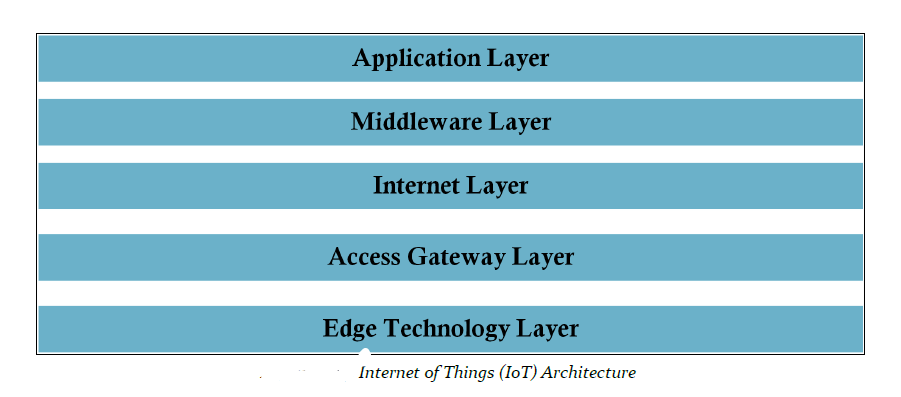 Application Layer
Middleware Layer
Internet Layer
Access Gateway Layer
Edge Technology Layer
Internet of Things (IoT) Architecture